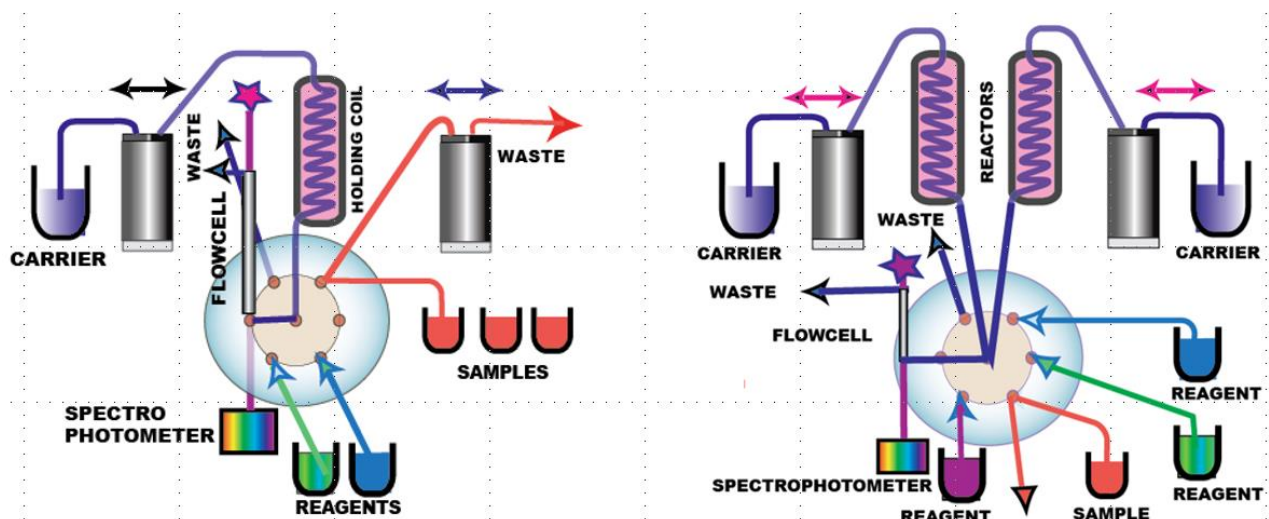 WASTE
FLOWCELL
HOLDING COIL
WASTE
CARRIER
SAMPLES
SPECTRO
PHOTOMETER
REAGENTS
REACTORS
WASTE
CARRIER
CARRIER
WASTE
FLOWCELL
REAGENT
SPECTROPHOTOMETER
REAGENT
SAMPLE
REAGENT